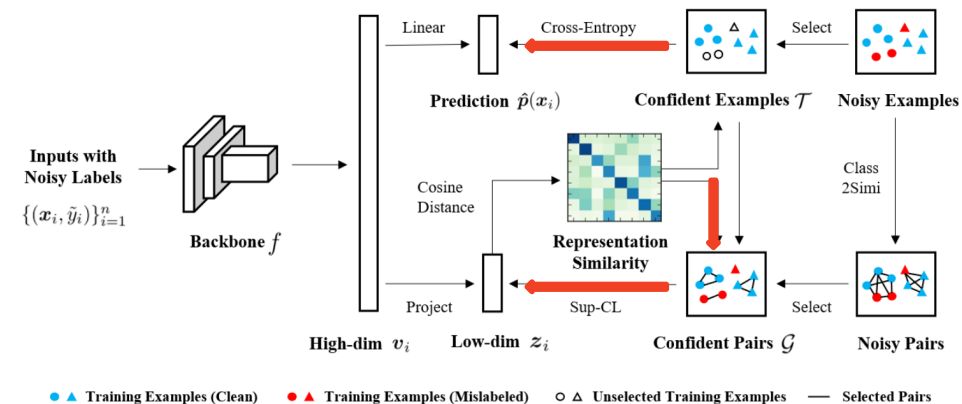 Linear
Cross-Entropy
Select
Prediction p̂(xᵢ)
Confident Examples 𝒯
Noisy Examples
Inputs with
Noisy Labels
{(xᵢ, ỹᵢ)}ⁿᵢ₌₁
Backbone f
Cosine
Distance
Class
2Simi
Representation
Similarity
Project
Sup-CL
Select
High-dim vᵢ
Low-dim zᵢ
Confident Pairs 𝒢
Noisy Pairs
Training Examples (Clean)
Training Examples (Mislabeled)
Unselected Training Examples
Selected Pairs